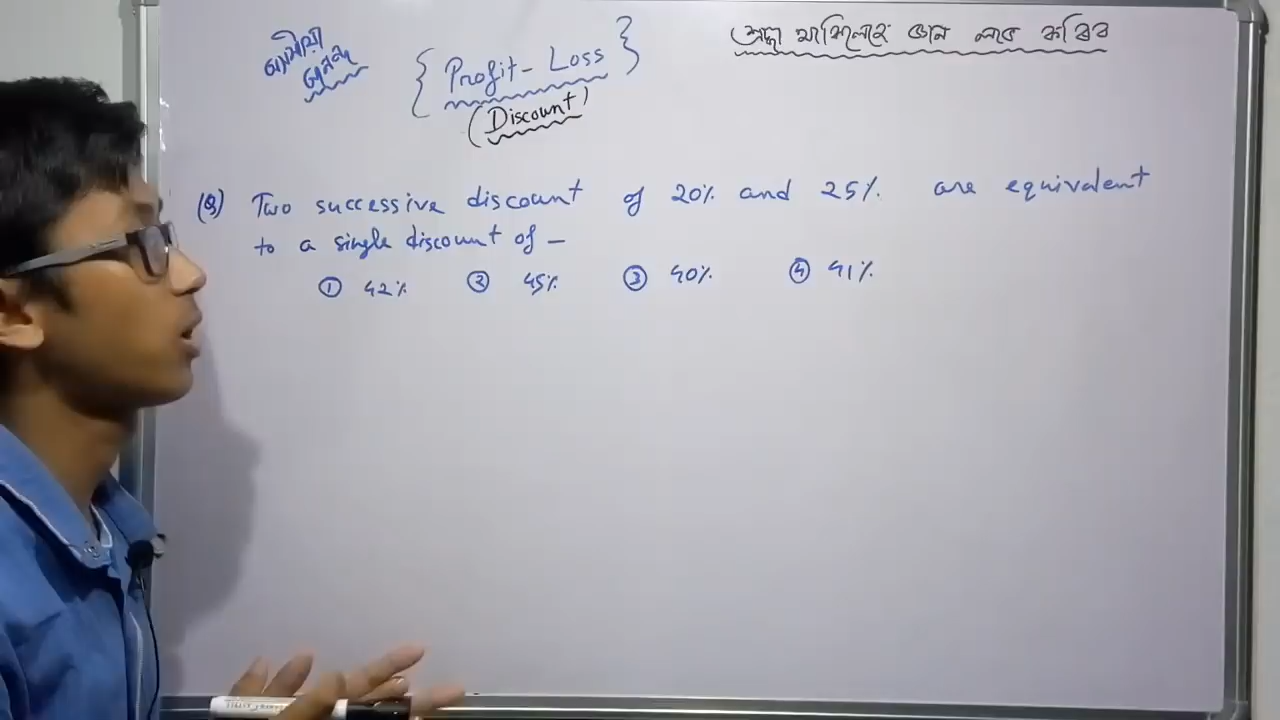 { Profit - Loss }
(Discount)
(Q) Two successive discount of 20% and 25% are equivalent
to a single discount of —
① 42% ② 45% ③ 40% ④ 41%